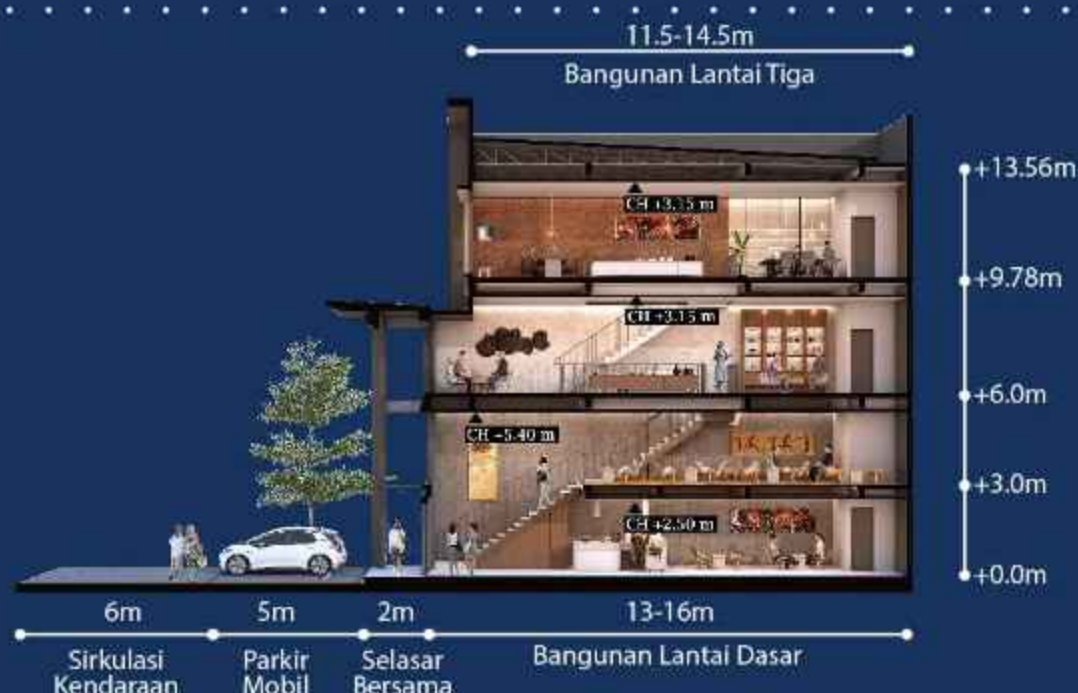 11.5-14.5m
Bangunan Lantai Tiga
+13.56m
CH +3.15 m
+9.78m
CH +3.15 m
+6.0m
CH +5.40 m
+3.0m
CH +2.50 m
+0.0m
6m
5m
2m
13-16m
Sirkulasi
Kendaraan
Parkir
Mobil
Selasar
Bersama
Bangunan Lantai Dasar